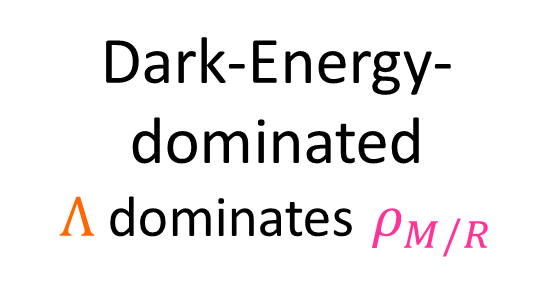 Dark-Energy-
dominated
Λ dominates ρ_{M/R}